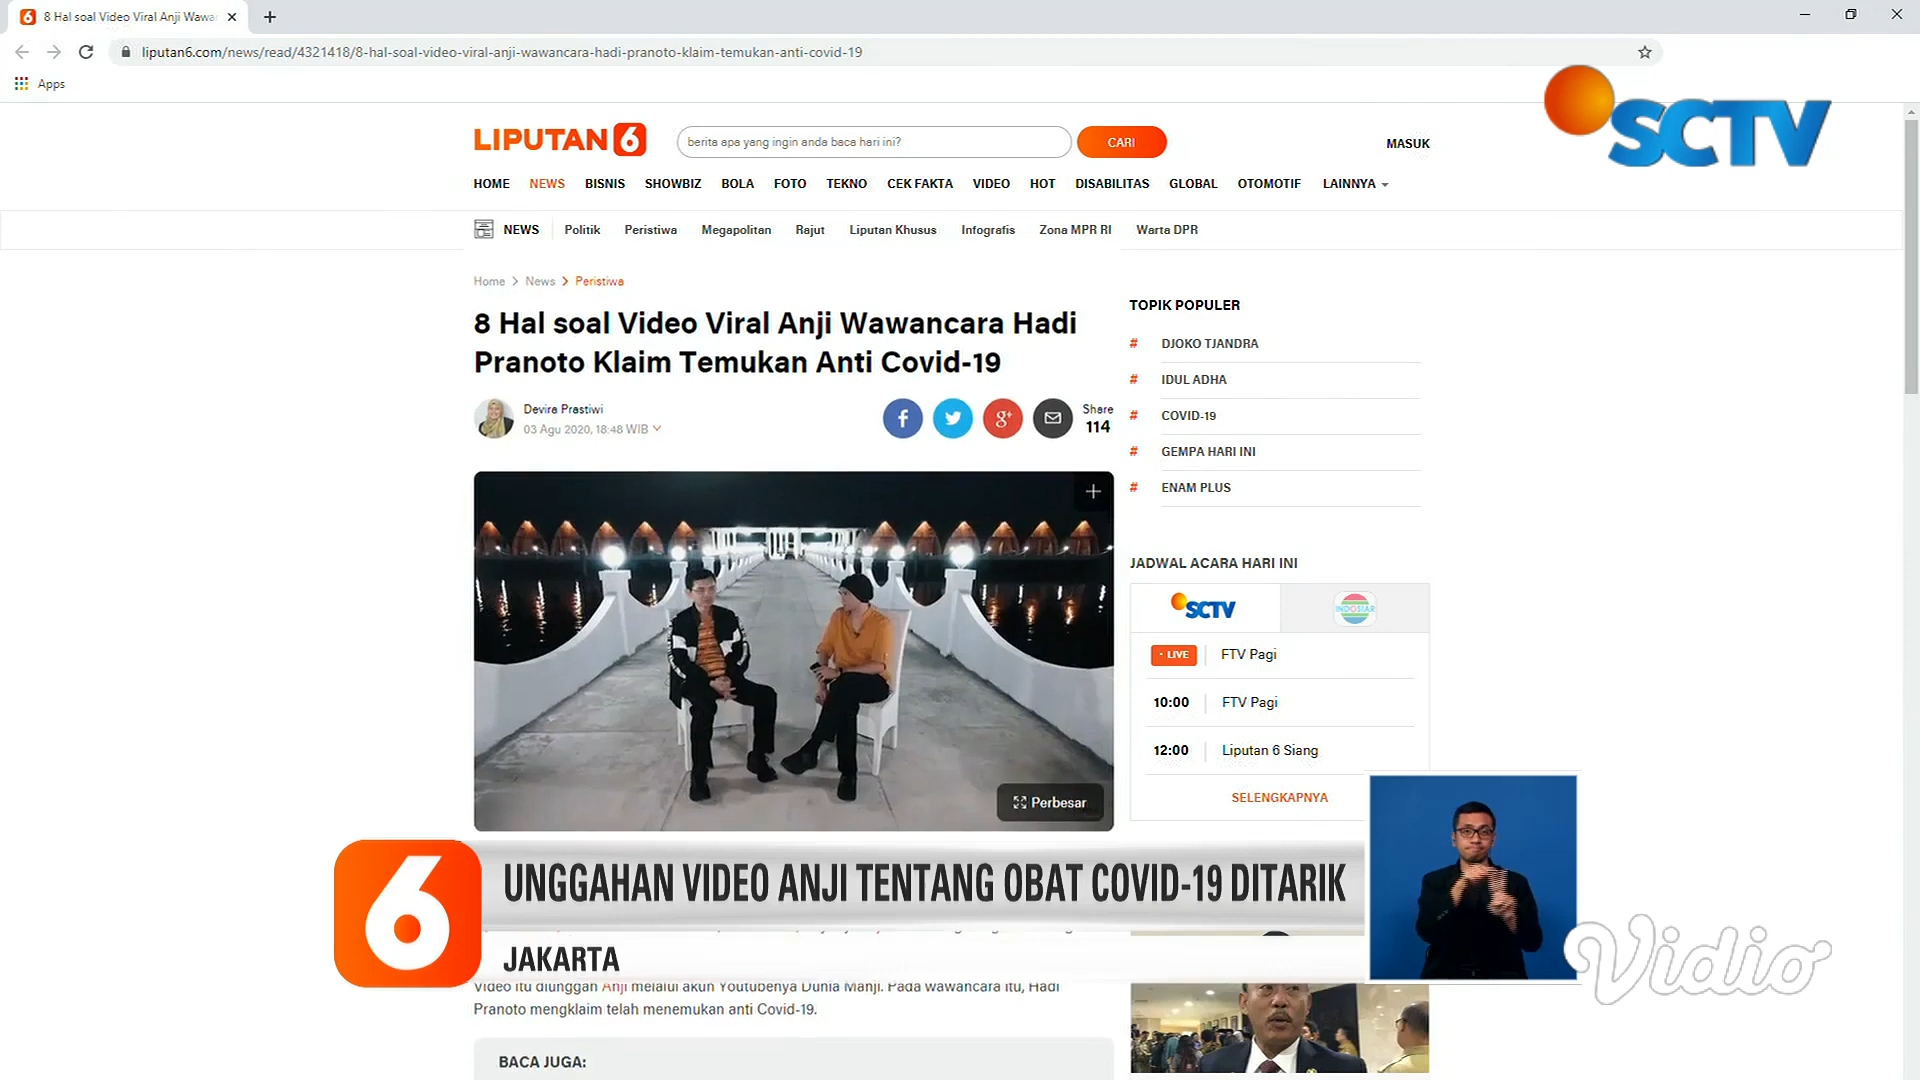 8 Hal soal Video Viral Anji Wawan
liputan6.com/news/read/4321418/8-hal-soal-video-viral-anji-wawancara-hadi-pranoto-klaim-temukan-anti-covid-19
Apps
SCTV
LIPUTAN 6
berita apa yang ingin anda baca hari ini?
CARI
MASUK
HOME NEWS BISNIS SHOWBIZ BOLA FOTO TEKNO CEK FAKTA VIDEO HOT DISABILITAS GLOBAL OTOMOTIF LAINNYA
NEWS Politik Peristiwa Megapolitan Rajut Liputan Khusus Infografis Zona MPR RI Warta DPR
Home > News > Peristiwa
8 Hal soal Video Viral Anji Wawancara Hadi
Pranoto Klaim Temukan Anti Covid-19
Devira Prastiwi
03 Agu 2020, 18:48 WIB
Share
114
Perbesar
TOPIK POPULER
# DJOKO TJANDRA
# IDUL ADHA
# COVID-19
# GEMPA HARI INI
# ENAM PLUS
JADWAL ACARA HARI INI
SCTV INDOSIAR
• LIVE FTV Pagi
10:00 FTV Pagi
12:00 Liputan 6 Siang
SELENGKAPNYA
6
UNGGAHAN VIDEO ANJI TENTANG OBAT COVID-19 DITARIK
JAKARTA
Vidio
Video itu diunggah Anji melalui akun Youtubenya Dunia Manji. Pada wawancara itu, Hadi
Pranoto mengklaim telah menemukan anti Covid-19.
BACA JUGA: